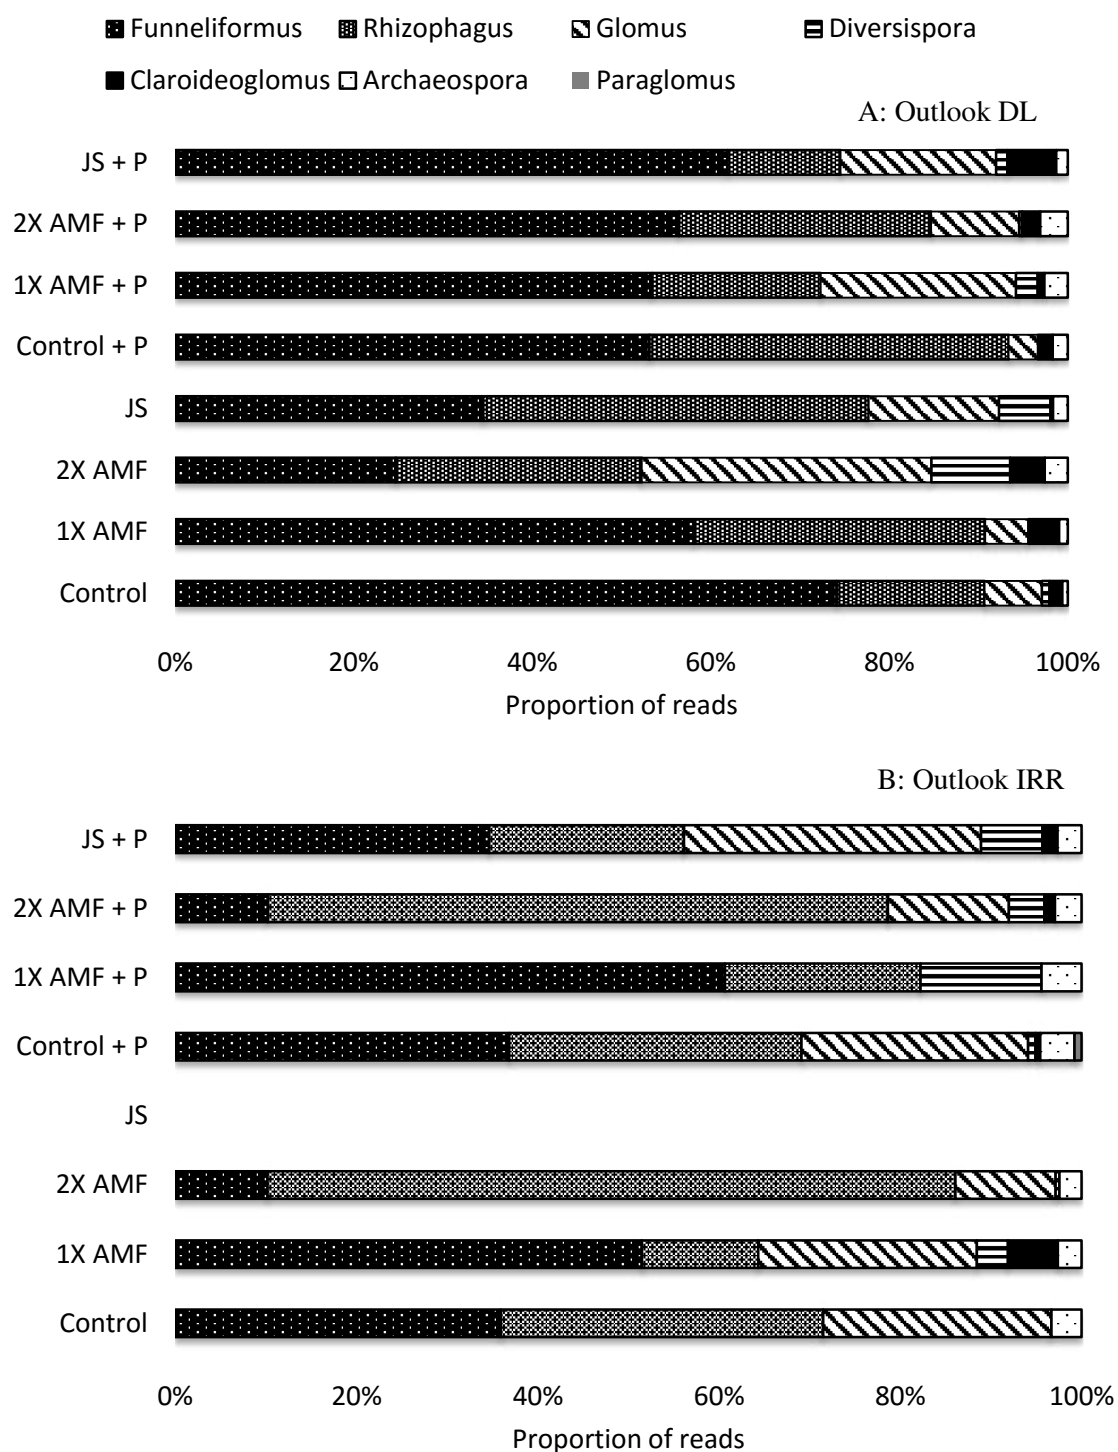 Funneliformus Rhizophagus Glomus Diversispora
Claroideoglomus Archaeospora Paraglomus
A: Outlook DL
JS + P
2X AMF + P
1X AMF + P
Control + P
JS
2X AMF
1X AMF
Control
0% 20% 40% 60% 80% 100%
Proportion of reads
B: Outlook IRR
JS + P
2X AMF + P
1X AMF + P
Control + P
JS
2X AMF
1X AMF
Control
0% 20% 40% 60% 80% 100%
Proportion of reads